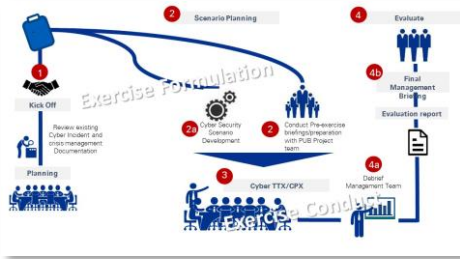 2
Scenario Planning
4
Evaluate
1
Kick Off
Exercise Formulation
4b
Final
Management
Briefing
Review existing
Cyber Incident and
crisis management
Documentation
2a
Cyber Security
Scenario
Development
2
Conduct Pre-exercise
briefings/preparation
with PUB Project
team
Evaluation report
Planning
3
Cyber TTX/CPX
4a
Debrief
Management Team
Exercise Conduct